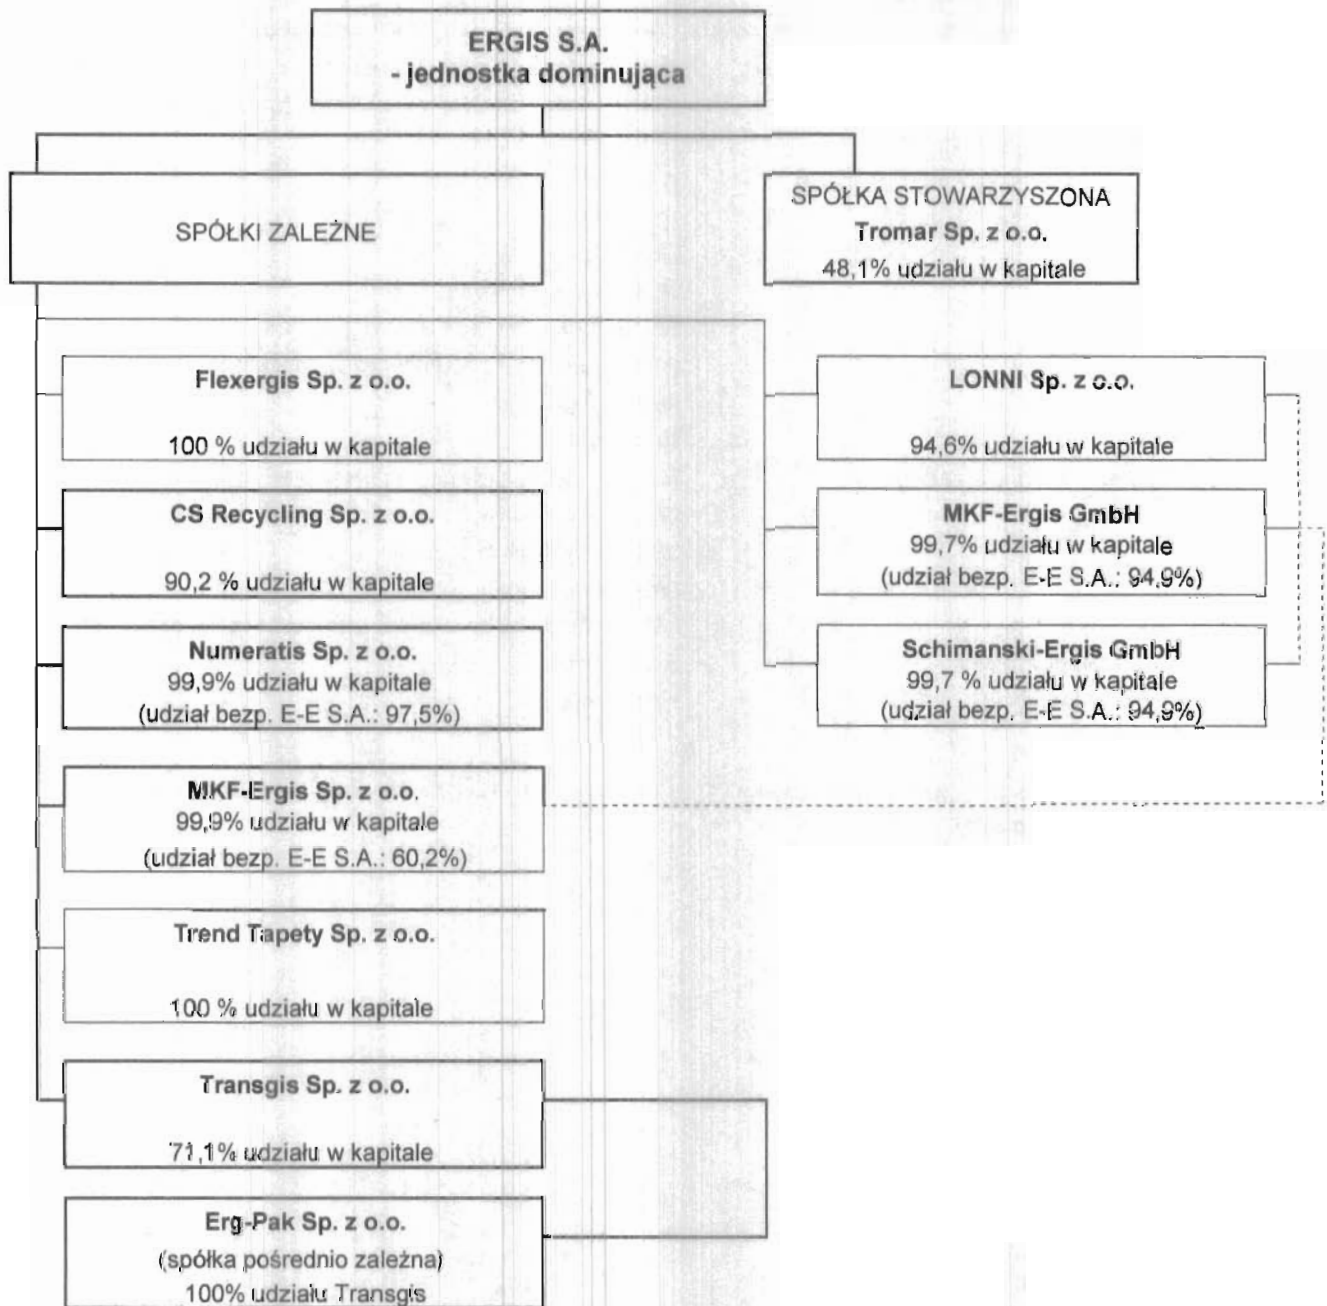 ERGIS S.A.
- jednostka dominująca
SPÓŁKI ZALEŻNE
SPÓŁKA STOWARZYSZONA
Tromar Sp. z o.o.
48,1% udziału w kapitale
Flexergis Sp. z o.o.
100 % udziału w kapitale
CS Recycling Sp. z o.o.
90,2 % udziału w kapitale
Numeratis Sp. z o.o.
99,9% udziału w kapitale
(udział bezp. E-E S.A.: 97,5%)
MKF-Ergis Sp. z o.o.
99,9% udziału w kapitale
(udział bezp. E-E S.A.: 60,2%)
Trend Tapety Sp. z o.o.
100 % udziału w kapitale
Transgis Sp. z o.o.
71,1% udziału w kapitale
Erg-Pak Sp. z o.o.
(spółka pośrednio zależna)
100% udziału Transgis
LONNI Sp. z o.o.
94,6% udziału w kapitale
MKF-Ergis GmbH
99,7% udziału w kapitale
(udział bezp. E-E S.A.: 94,9%)
Schimanski-Ergis GmbH
99,7 % udziału w kapitale
(udział bezp. E-E S.A.: 94,9%)